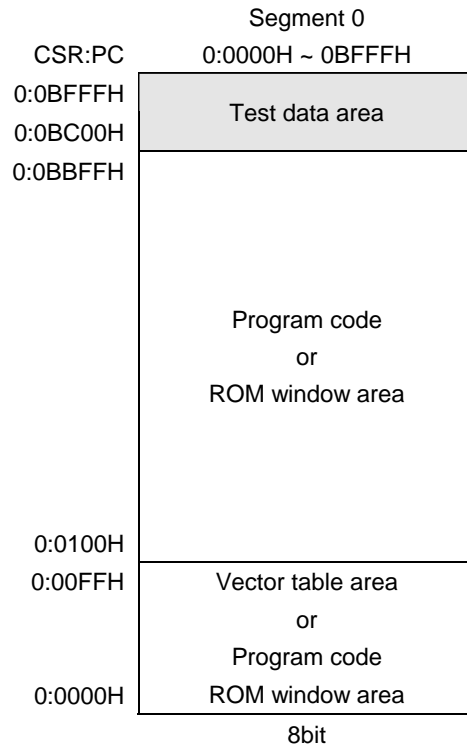 Segment 0
CSR:PC 0:0000H ~ 0BFFFH
0:0BFFFH
Test data area
0:0BC00H
0:0BBFFH
Program code
or
ROM window area
0:0100H
0:00FFH Vector table area
or
Program code
0:0000H ROM window area
8bit